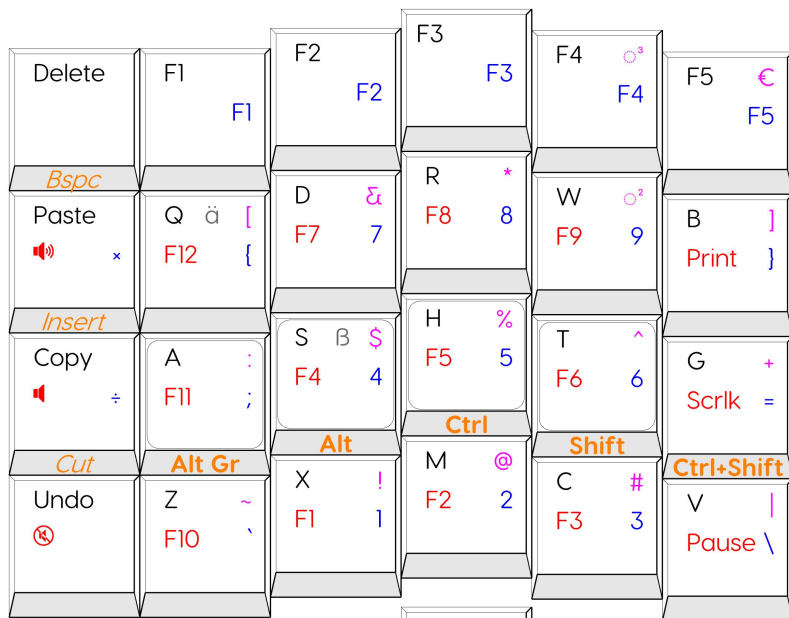 Delete
Bspc
F1
F1
F2
F2
F3
F3
F4 ◌³
F4
F5 €
F5
Paste
×
Insert
Q ä [
F12 {
D &
F7 7
R *
F8 8
W ◌²
F9 9
B ]
Print }
Copy
÷
Cut
A :
F11 ;
Alt Gr
S ß $
F4 4
Alt
H %
F5 5
Ctrl
T ^
F6 6
Shift
G +
Scrlk =
Ctrl+Shift
Undo
Z ~
F10 `
X !
F1 1
M @
F2 2
C #
F3 3
V |
Pause \